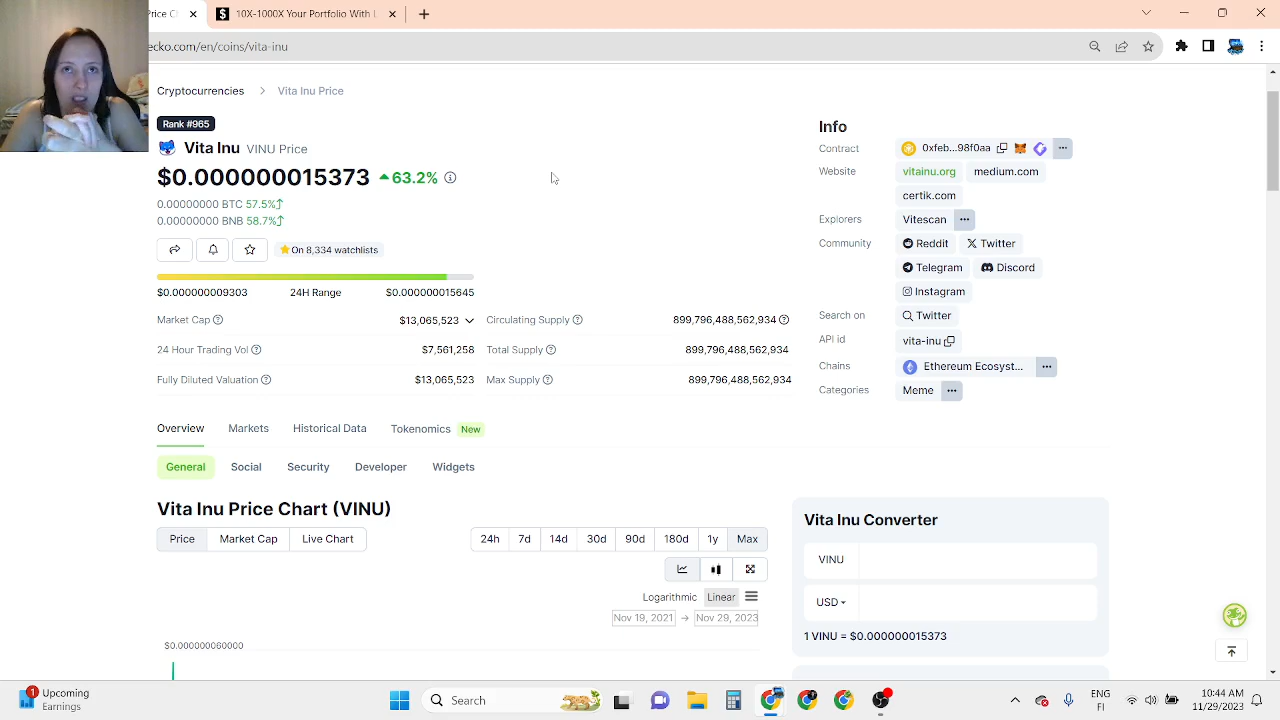 rice C
10X-100X Potential With
ecko.com/en/coins/vita-inu
Cryptocurrencies
Vita Inu Price
Rank #965
Vita Inu VINU Price
$0.000000015373 63.2%
0.00000000 BTC 57.5%
0.00000000 BNB 58.7%
On 8,334 watchlists
$0.000000009303 24H Range $0.000000015645
Market Cap $13,065,523
Circulating Supply 899,796,488,562,934
24 Hour Trading Vol $7,561,258
Total Supply 899,796,488,562,934
Fully Diluted Valuation $13,065,523
Max Supply 899,796,488,562,934
Info
Contract 0xfeb...98f0aa
Website vitainu.org medium.com
certik.com
Explorers Vitescan
Community Reddit Twitter
Telegram Discord
Instagram
Search on Twitter
API id vita-inu
Chains Ethereum Ecosyst...
Categories Meme
Overview Markets Historical Data Tokenomics New
General Social Security Developer Widgets
Vita Inu Price Chart (VINU)
Price Market Cap Live Chart
24h 7d 14d 30d 90d 180d 1y Max
Logarithmic Linear
Nov 19, 2021 → Nov 29, 2023
$0.000000060000
Vita Inu Converter
VINU
USD
1 VINU = $0.000000015373
1
Upcoming
Earnings
Search
ENG
FI
10:44 AM
11/29/2023